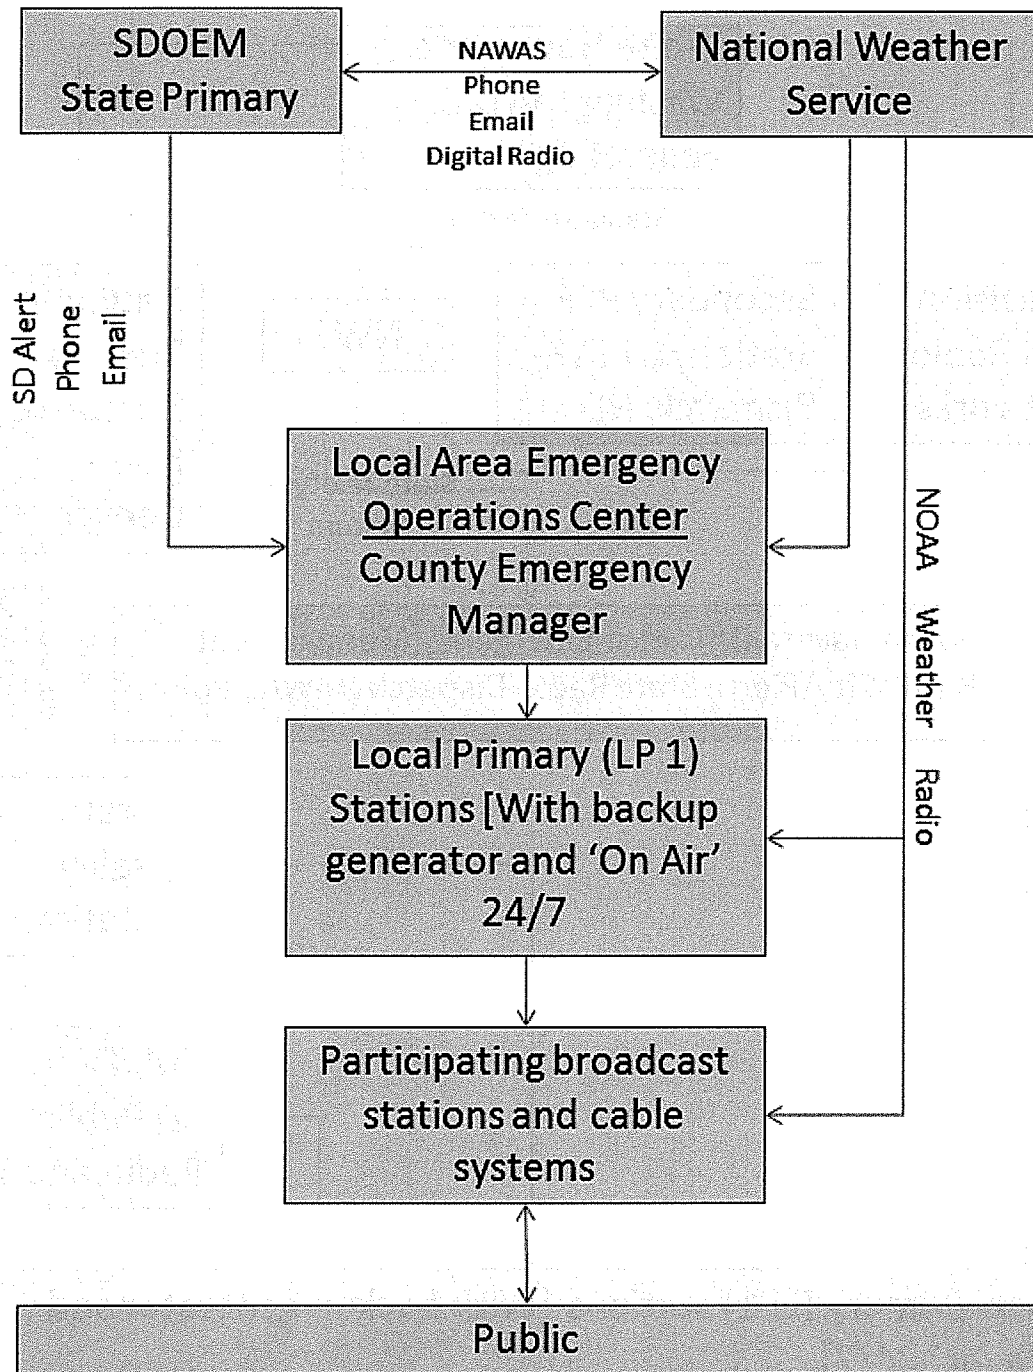 SDOEM
State Primary
NAWAS
Phone
Email
Digital Radio
National Weather
Service
SD Alert
Phone
Email
Local Area Emergency
Operations Center
County Emergency
Manager
NOAA Weather Radio
Local Primary (LP 1)
Stations [With backup
generator and ‘On Air’
24/7
Participating broadcast
stations and cable
systems
Public